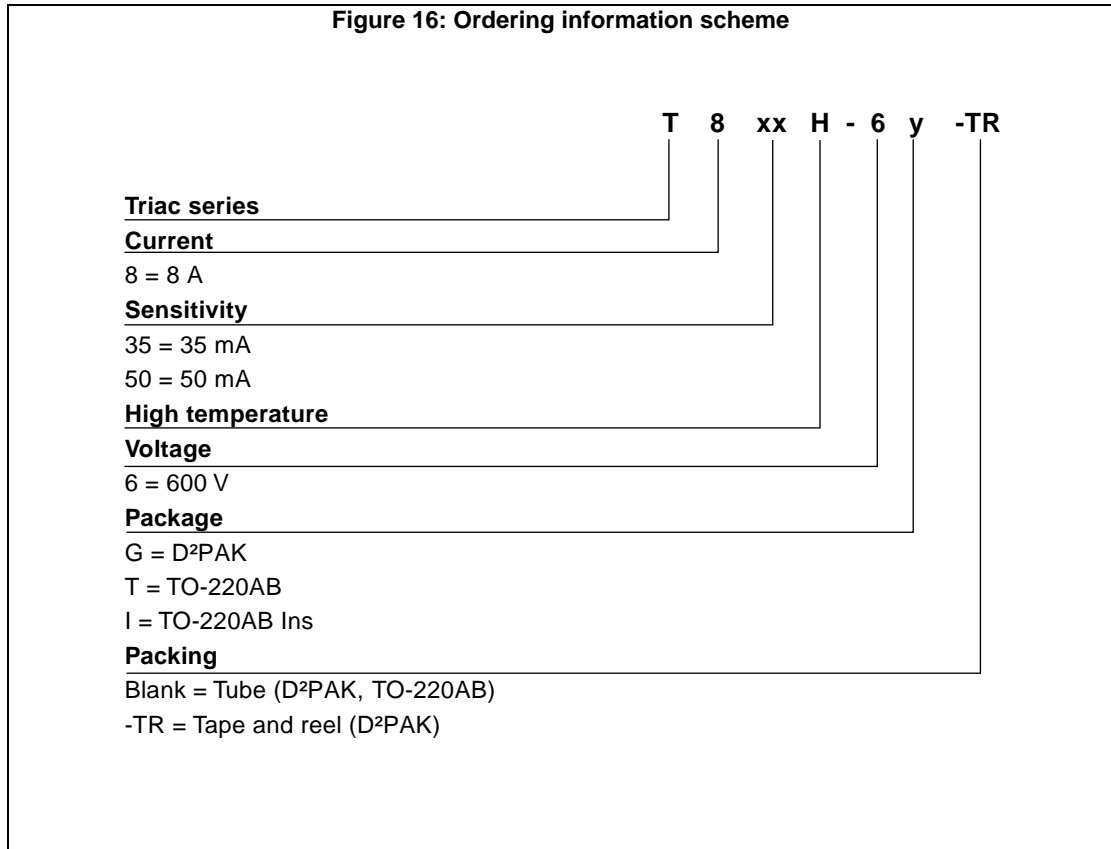 Figure 16: Ordering information scheme
T 8 xx H - 6 y -TR
Triac series
Current
8 = 8 A
Sensitivity
35 = 35 mA
50 = 50 mA
High temperature
Voltage
6 = 600 V
Package
G = D²PAK
T = TO-220AB
I = TO-220AB Ins
Packing
Blank = Tube (D²PAK, TO-220AB)
-TR = Tape and reel (D²PAK)